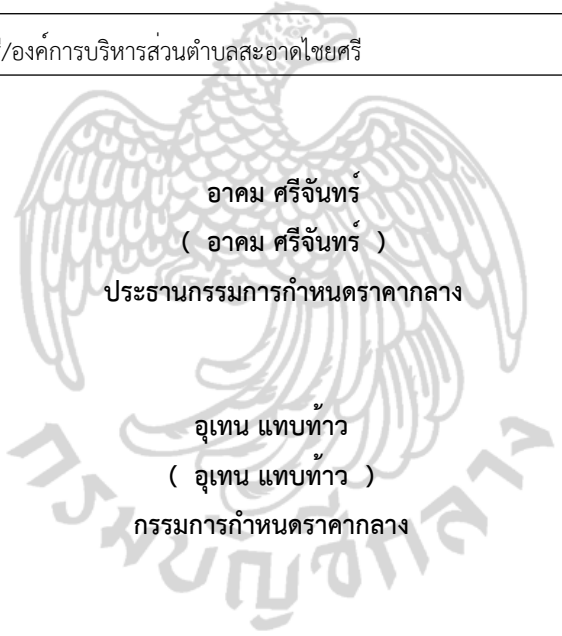 /องค์การบริหารส่วนตำบลสะอาดไชยศรี
อาคม ศรีจันทร์
( อาคม ศรีจันทร์ )
ประธานกรรมการกำหนดราคากลาง
อุเทน แทบท้าว
( อุเทน แทบท้าว )
กรรมการกำหนดราคากลาง
กรมบัญชีกลาง